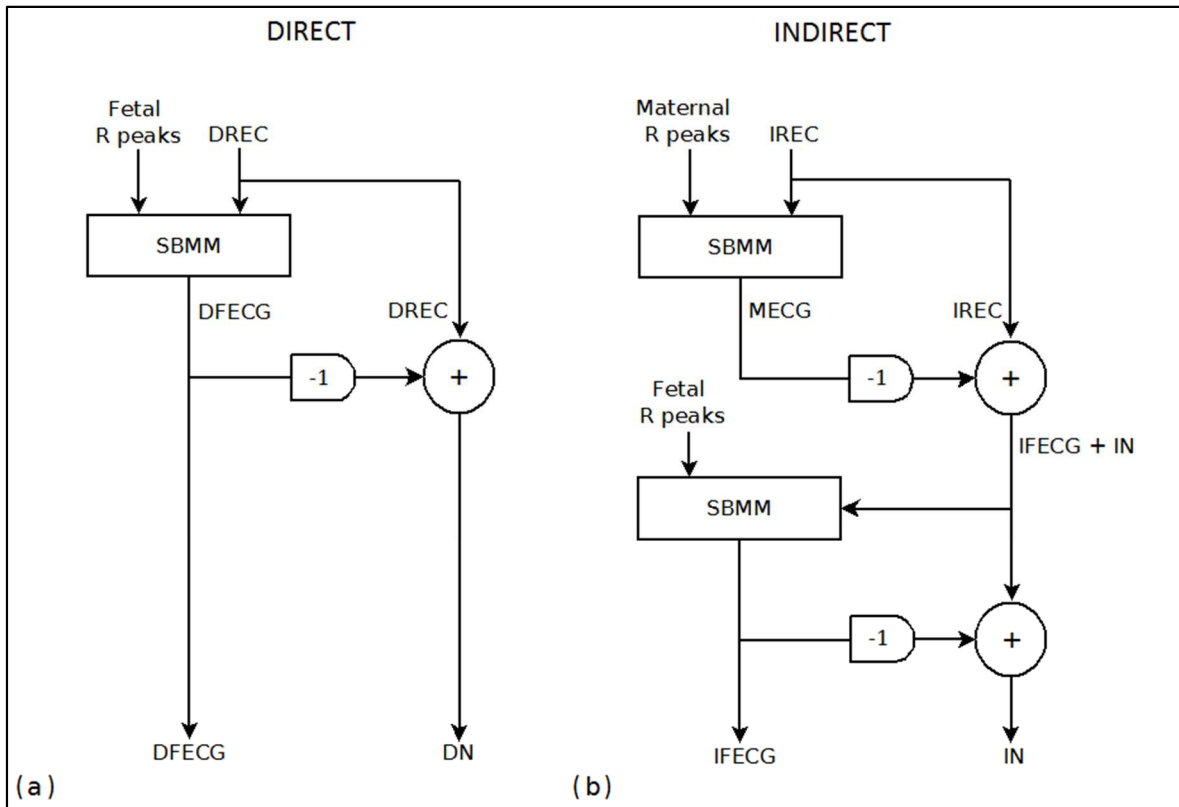 DIRECT
Fetal
R peaks
DREC
SBMM
DFECG
DREC
-1
+
DFECG
DN
(a)
INDIRECT
Maternal
R peaks
IREC
SBMM
MECG
IREC
-1
+
Fetal
R peaks
IFECG + IN
SBMM
-1
+
IFECG
IN
(b)